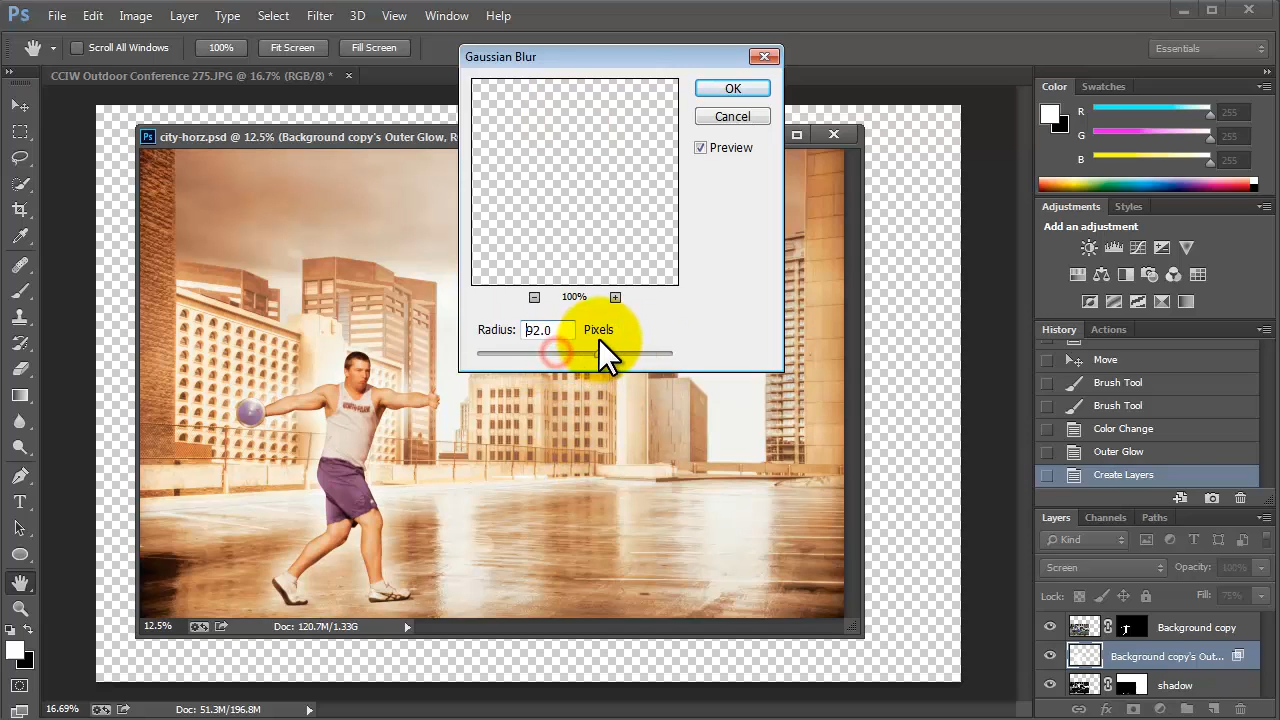 Ps File Edit Image Layer Type Select Filter 3D View Window Help
Scroll All Windows 100% Fit Screen Fill Screen Essentials
CCIW Outdoor Conference 275.JPG @ 16.7% (RGB/8) * ×
Ps city-horz.psd @ 12.5% (Background copy's Outer Glow, R
Gaussian Blur
OK
Cancel
Preview
100%
Radius: 92.0 Pixels
12.5% Doc: 120.7M/1.33G
16.69% Doc: 51.3M/196.8M
Color Swatches
R 255
G 255
B 255
Adjustments Styles
Add an adjustment
History Actions
Move
Brush Tool
Brush Tool
Color Change
Outer Glow
Create Layers
Layers Channels Paths
Kind
Screen Opacity: 100%
Lock: Fill: 75%
Background copy
Background copy's Out...
shadow
fx